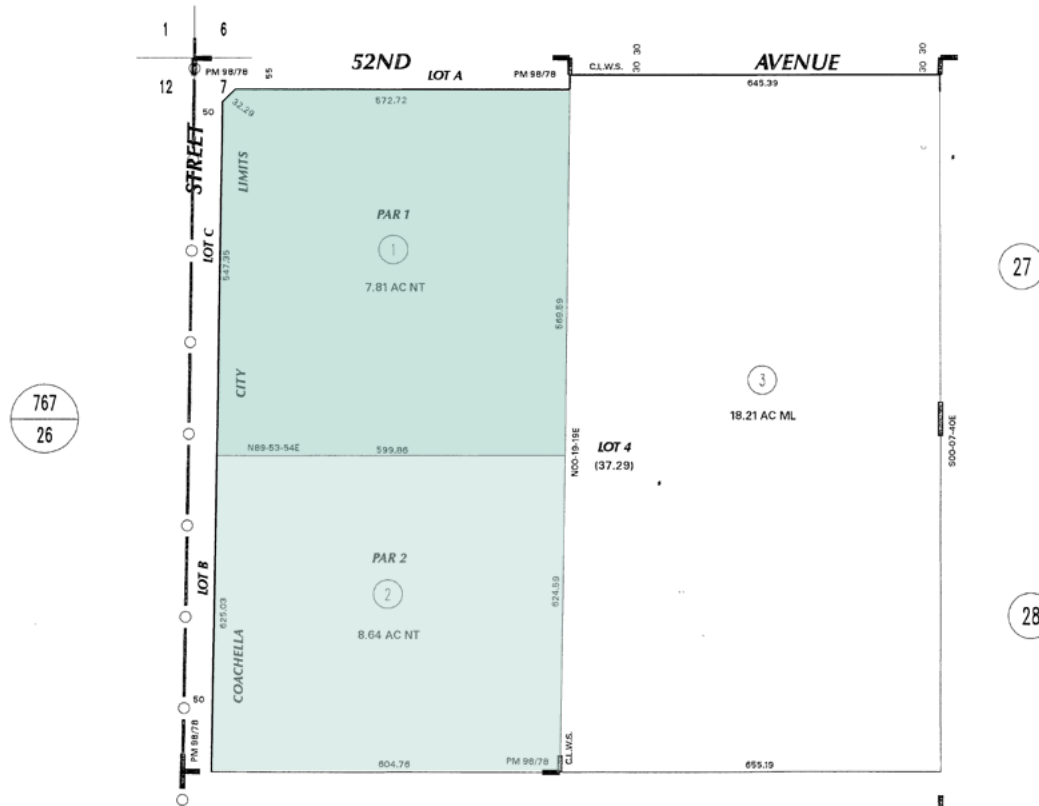 1 6
12 7
52ND AVENUE
LOT A
PM 98/78
55
PM 98/78
C.L.W.S.
30 30
30 30
672.72
645.39
32.29
50
STREET
LIMITS
LOT C
547.35
PAR 1
1
7.81 AC NT
569.59
27
CITY
3
18.21 AC ML
767
26
N89-53-54E
599.86
N00-19-19E
LOT 4
(37.29)
S00-07-40E
PAR 2
2
8.64 AC NT
LOT B
625.03
624.59
28
COACHELLA
50
PM 98/78
604.76
PM 98/78
C.L.W.S.
655.19